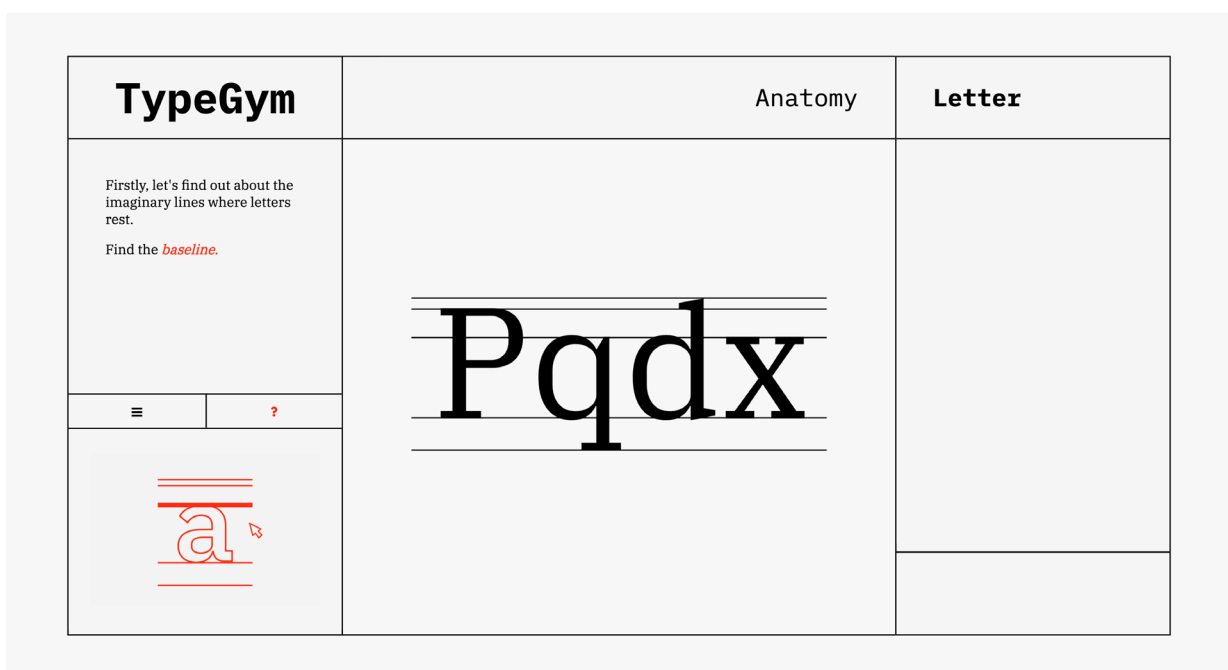 TypeGym
Anatomy
Letter
Firstly, let's find out about the
imaginary lines where letters
rest.
Find the baseline.
Pqdx
?
a